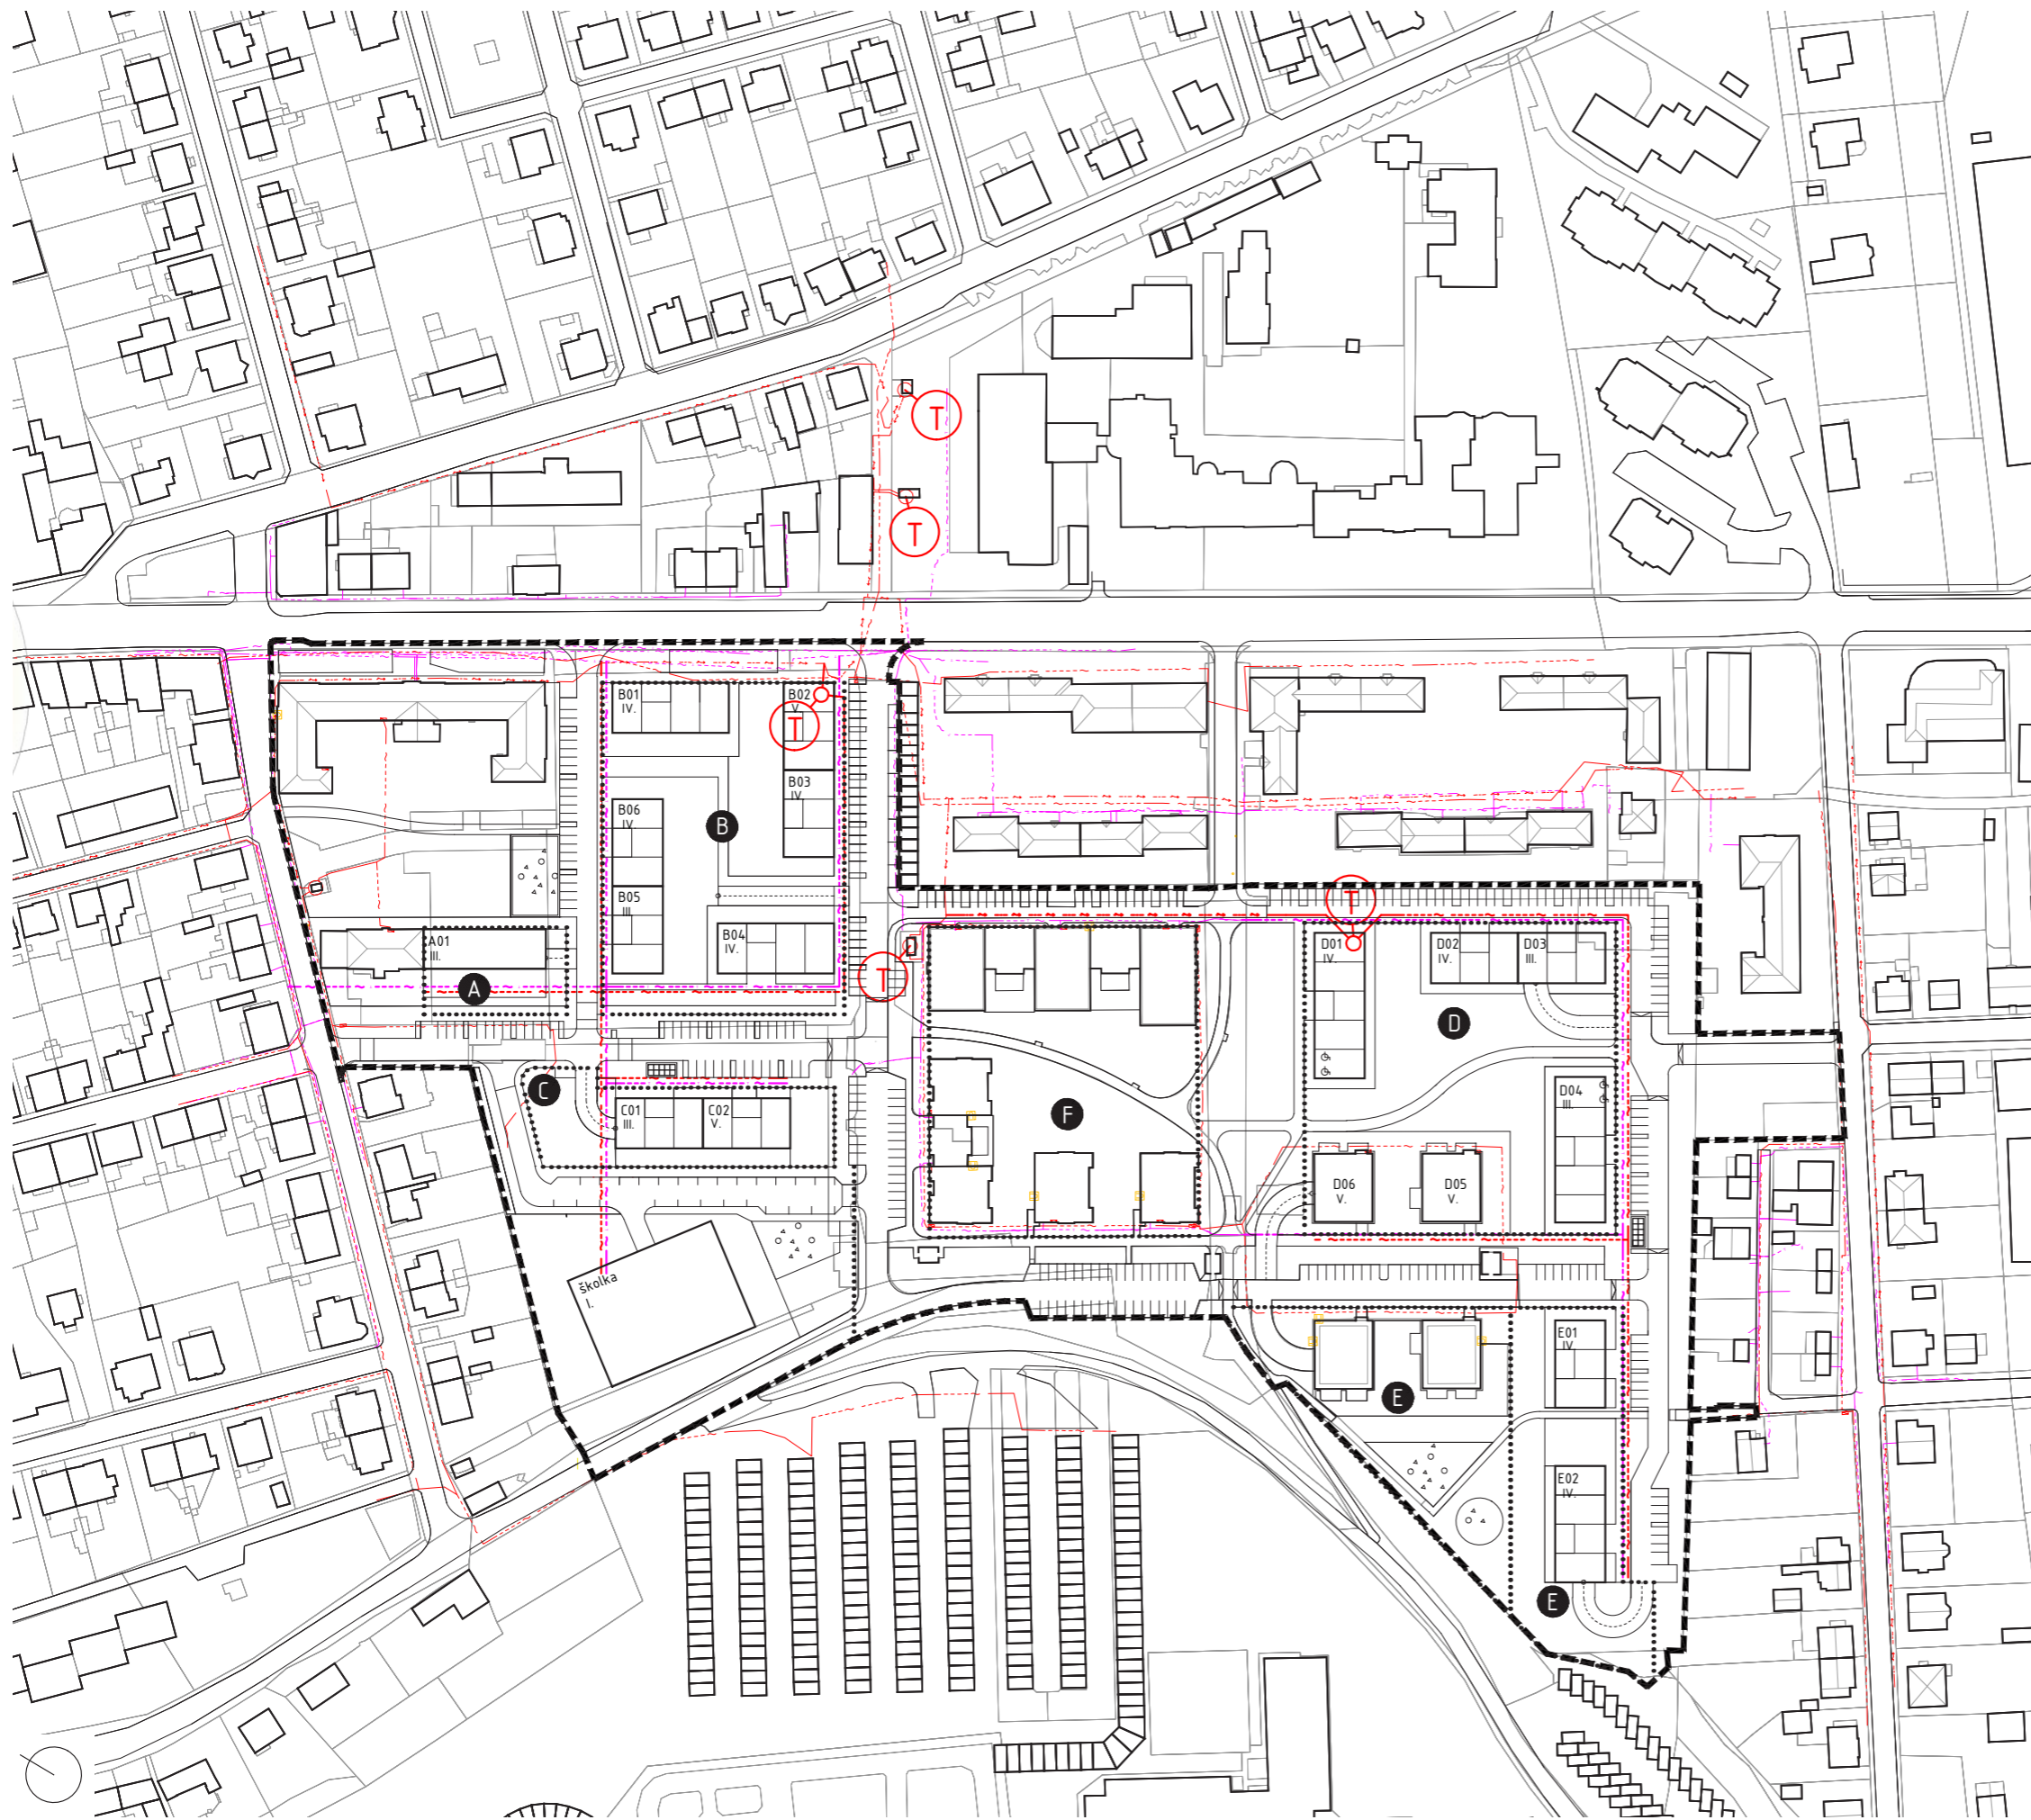 T
T
B01
IV.
B02
V.
T
B03
IV.
B06
IV.
B
B05
III.
B04
IV.
A01
III.
A
T
T
D01
IV.
D02
IV.
D03
III.
D
C
C01
III.
C02
V.
F
D04
III.
D06
V.
D05
V.
školka
I.
E01
IV.
E
E02
IV.
E